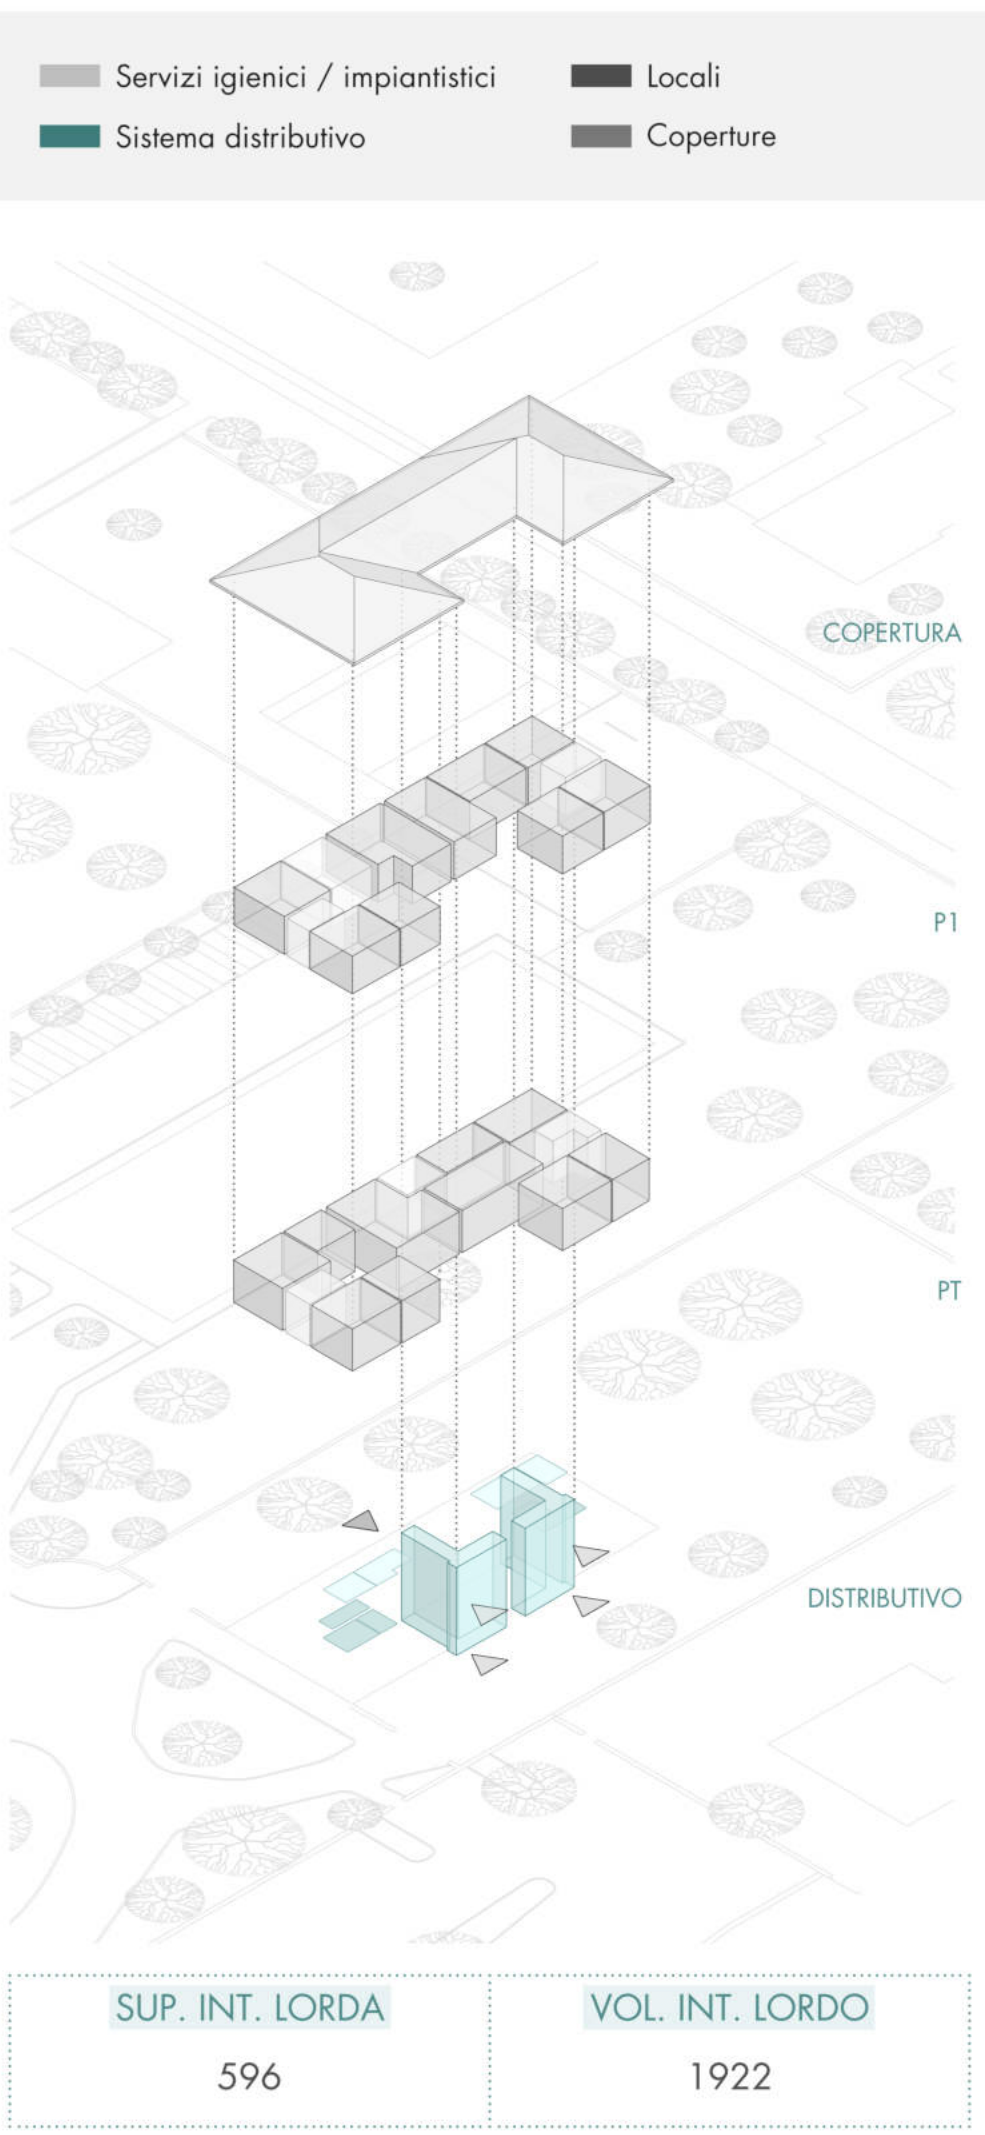 Servizi igienici / impiantistici
Locali
Sistema distributivo
Coperture
COPERTURA
P1
PT
DISTRIBUTIVO
SUP. INT. LORDA
VOL. INT. LORDO
596
1922